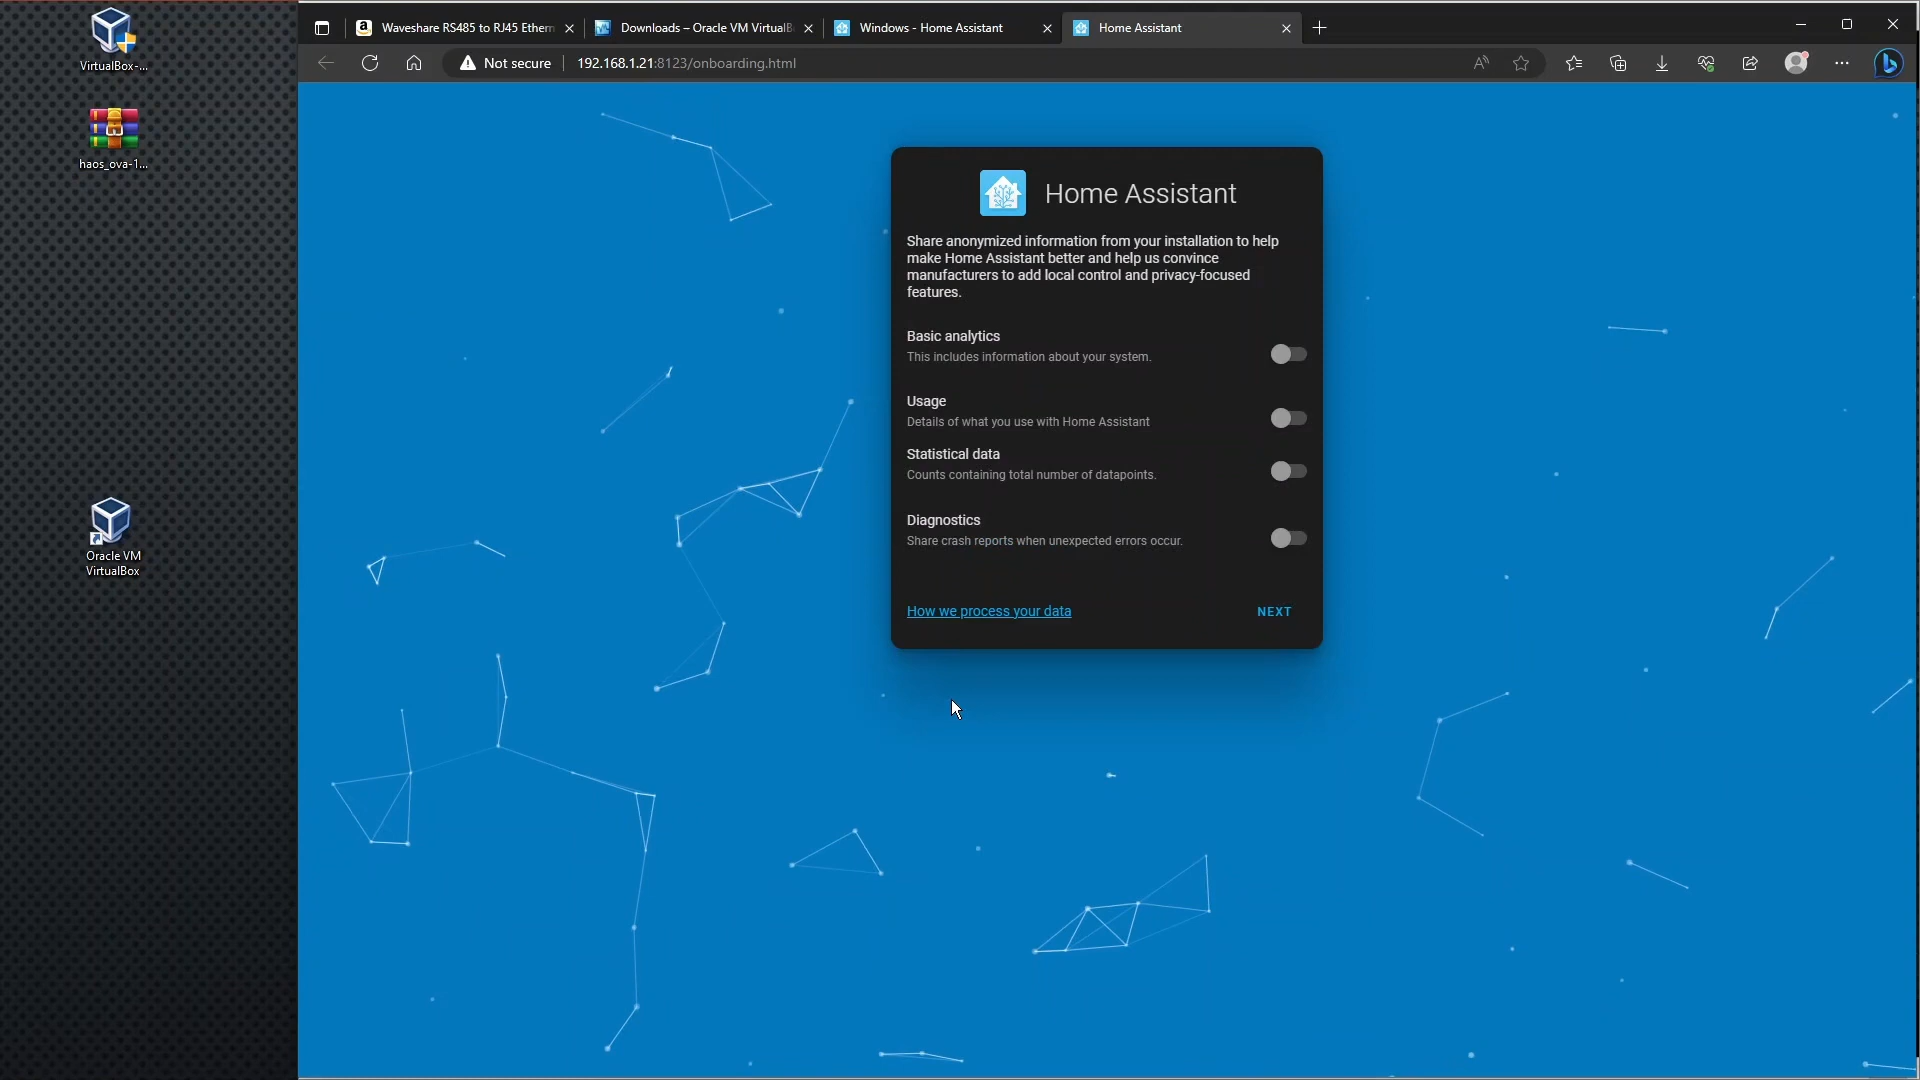 VirtualBox-...
haos_ova-1...
Oracle VM
VirtualBox
Waveshare RS485 to RJ45 Ethern
Downloads – Oracle VM VirtualB
Windows - Home Assistant
Home Assistant
Not secure
192.168.1.21:8123/onboarding.html
Home Assistant
Share anonymized information from your installation to help
make Home Assistant better and help us convince
manufacturers to add local control and privacy-focused
features.
Basic analytics
This includes information about your system.
Usage
Details of what you use with Home Assistant
Statistical data
Counts containing total number of datapoints.
Diagnostics
Share crash reports when unexpected errors occur.
How we process your data
NEXT